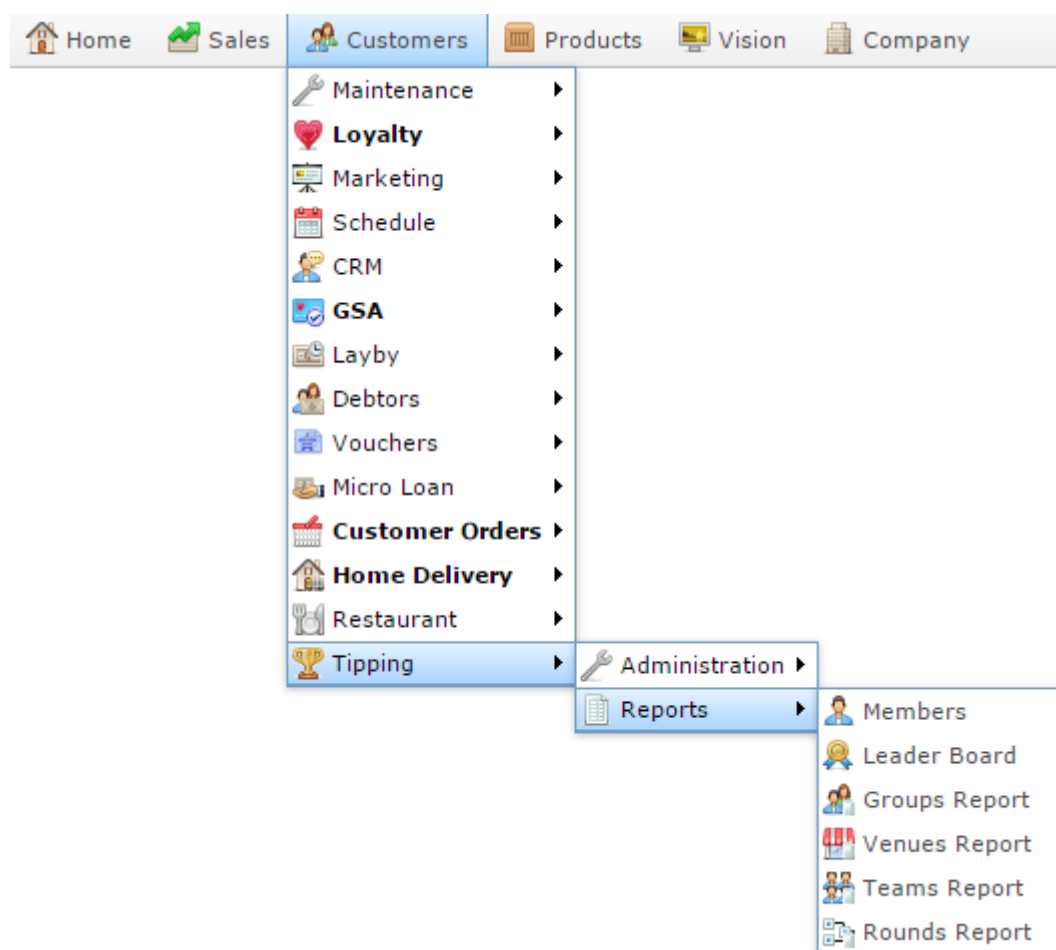 Home Sales Customers Products Vision Company
Maintenance
Loyalty
Marketing
Schedule
CRM
GSA
Layby
Debtors
Vouchers
Micro Loan
Customer Orders
Home Delivery
Restaurant
Tipping
Administration
Reports
Members
Leader Board
Groups Report
Venues Report
Teams Report
Rounds Report